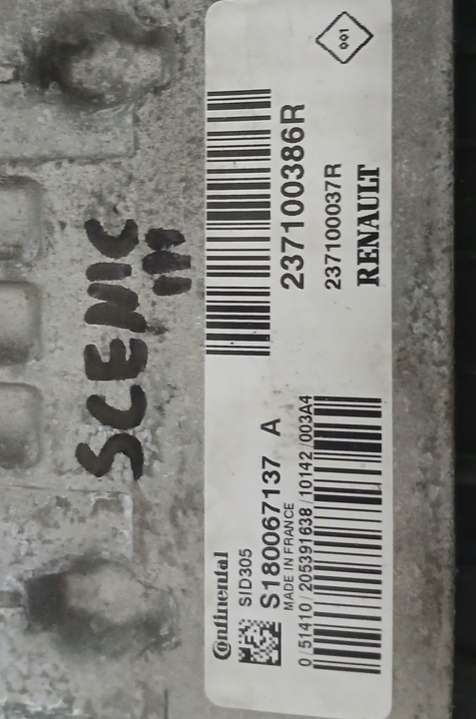 SCENIC
III
Continental
SID305
S180067137 A
MADE IN FRANCE
0/51410/205391638/10142/003A4
001
237100386R
237100037R
RENAULT